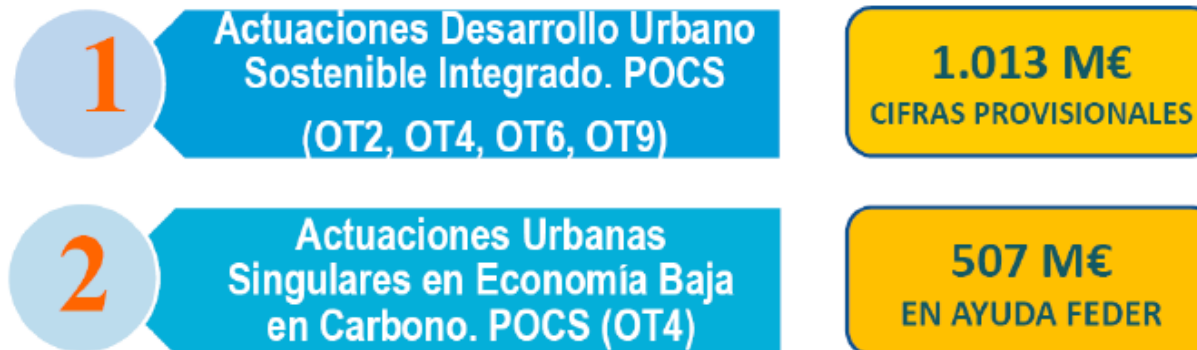 1
Actuaciones Desarrollo Urbano
Sostenible Integrado. POCS
(OT2, OT4, OT6, OT9)
1.013 M€
CIFRAS PROVISIONALES
2
Actuaciones Urbanas
Singulares en Economía Baja
en Carbono. POCS (OT4)
507 M€
EN AYUDA FEDER